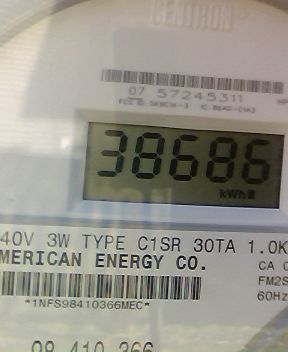 CENTRON
07 57245311
38686
kWh
40V 3W TYPE C1SR 30TA 1.0K
MERICAN ENERGY CO.
CA 0
FM2S
60Hz
*1NFS98410366MEC*
98 410 366